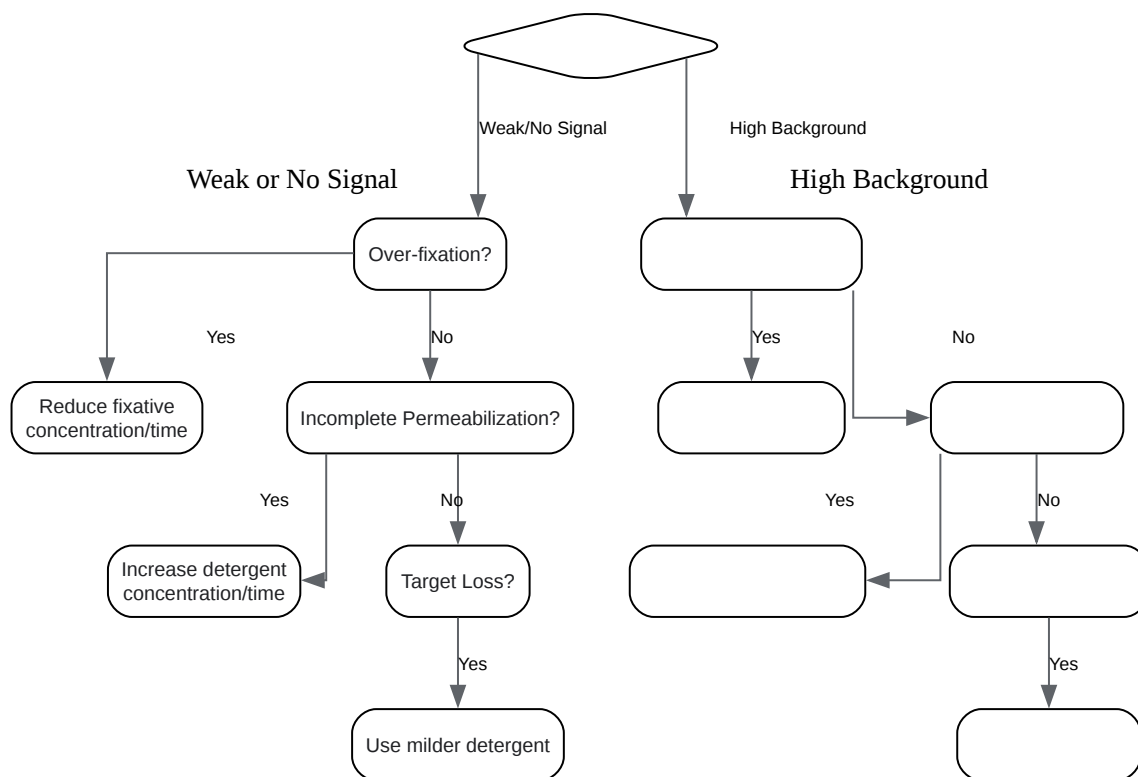 Weak/No Signal
High Background
Weak or No Signal
High Background
Over-fixation?
Yes
No
Yes
No
Reduce fixative
concentration/time
Incomplete Permeabilization?
Yes
No
Yes
No
Increase detergent
concentration/time
Target Loss?
Yes
Yes
Use milder detergent